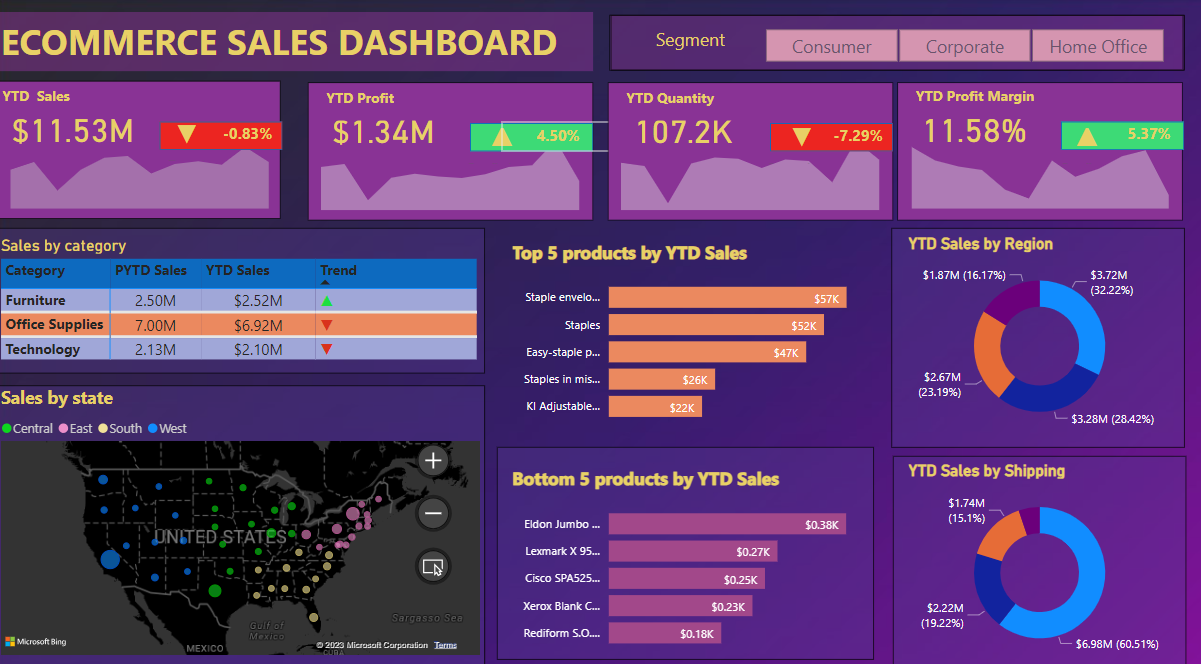 ECOMMERCE SALES DASHBOARD
Segment
Consumer
Corporate
Home Office
YTD Sales
$11.53M
-0.83%
YTD Profit
$1.34M
4.50%
YTD Quantity
107.2K
-7.29%
YTD Profit Margin
11.58%
5.37%
Sales by category
Category PYTD Sales YTD Sales Trend
Furniture 2.50M $2.52M
Office Supplies 7.00M $6.92M
Technology 2.13M $2.10M
Sales by state
Central East South West
UNITED STATES
Gulf of
Mexico
Sargasso Sea
MEXICO
CUBA
Microsoft Bing
© 2023 Microsoft Corporation Terms
Top 5 products by YTD Sales
Staple envelo... $57K
Staples $52K
Easy-staple p... $47K
Staples in mis... $26K
KI Adjustable... $22K
Bottom 5 products by YTD Sales
Eldon Jumbo ... $0.38K
Lexmark X 95... $0.27K
Cisco SPA525... $0.25K
Xerox Blank C... $0.23K
Rediform S.O.... $0.18K
YTD Sales by Region
$1.87M (16.17%)
$3.72M
(32.22%)
$2.67M
(23.19%)
$3.28M (28.42%)
YTD Sales by Shipping
$1.74M
(15.1%)
$2.22M
(19.22%)
$6.98M (60.51%)